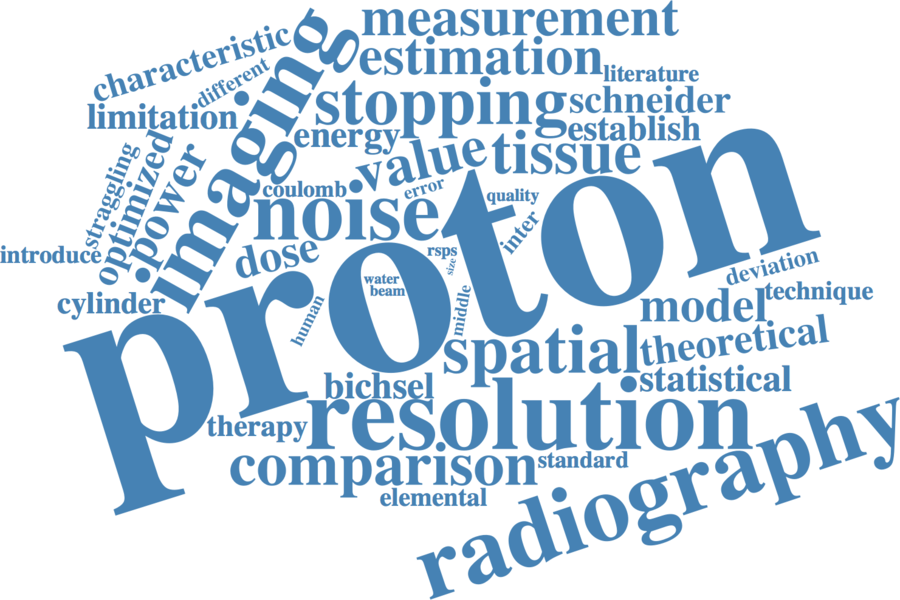 measurement
characteristic
imaging
estimation
different
literature
limitation
stopping
schneider
energy
establish
straggling
optimized
power
value
tissue
proton
coulomb
error
quality
noise
inter
introduce
dose
rsps
size
water
beam
deviation
technique
cylinder
human
middle
model
spatial
theoretical
bichsel
statistical
therapy
resolution
comparison
standard
elemental
radiography